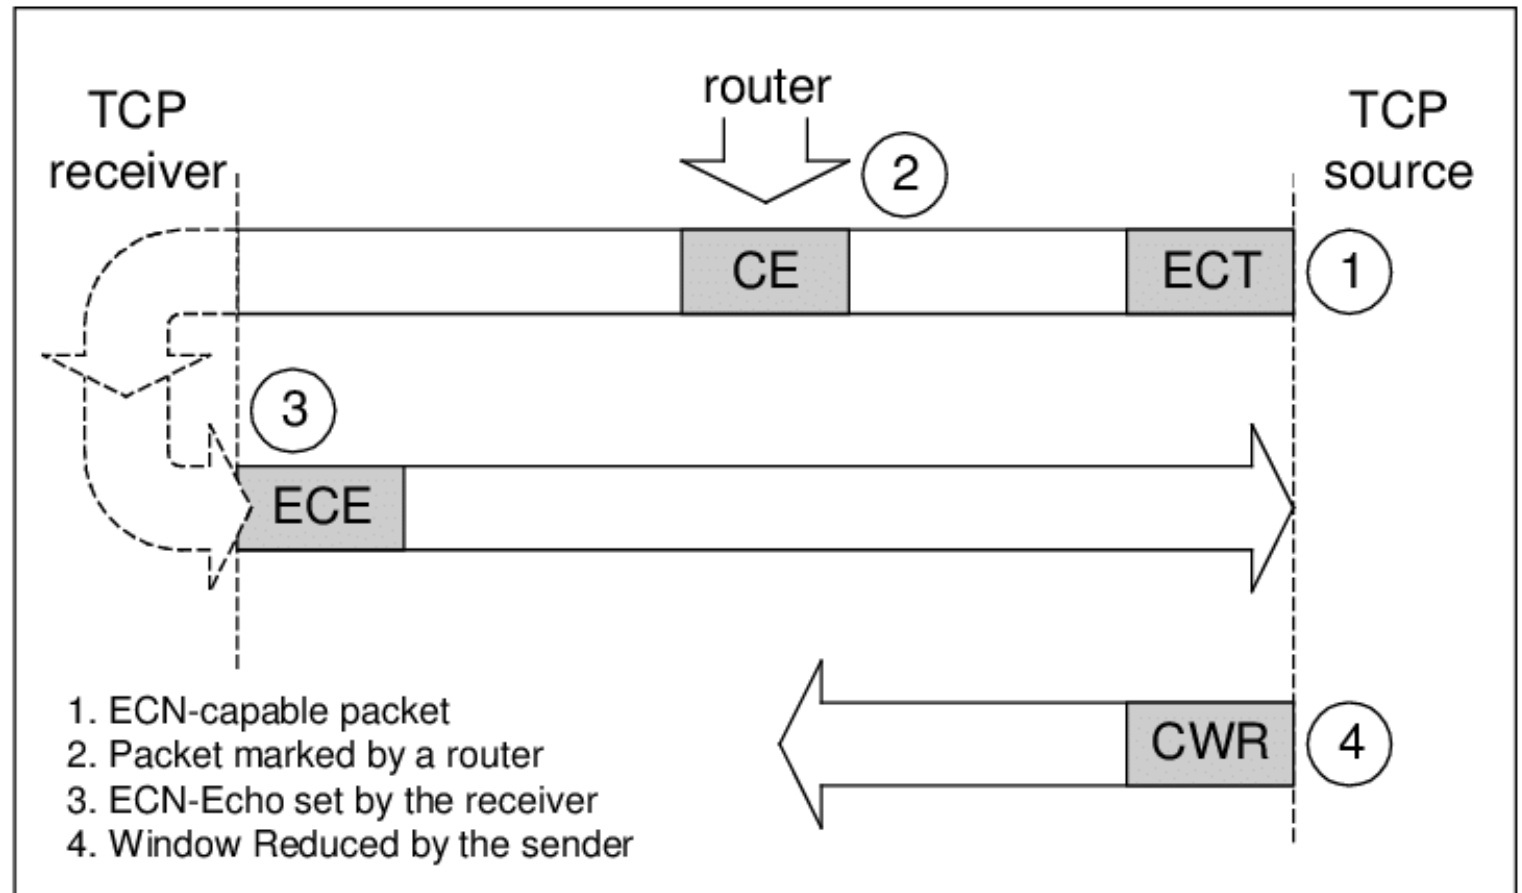 router
TCP
receiver
TCP
source
2
CE
ECT
1
3
ECE
CWR
4
1. ECN-capable packet
2. Packet marked by a router
3. ECN-Echo set by the receiver
4. Window Reduced by the sender